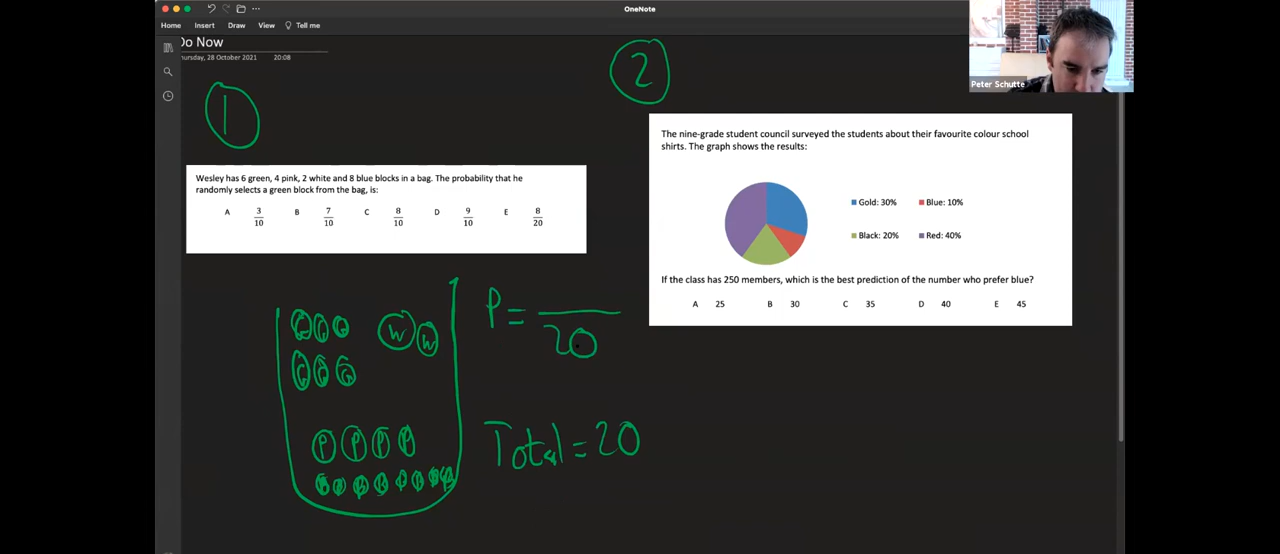 OneNote
Home Insert Draw View Tell me
Do Now
hursday, 28 October 2021 20:08
1
2
Peter Schutte
Wesley has 6 green, 4 pink, 2 white and 8 blue blocks in a bag. The probability that he
randomly selects a green block from the bag, is:
A 3/10 B 7/10 C 8/10 D 9/10 E 8/20
The nine-grade student council surveyed the students about their favourite colour school
shirts. The graph shows the results:
Gold: 30% Blue: 10%
Black: 20% Red: 40%
If the class has 250 members, which is the best prediction of the number who prefer blue?
A 25 B 30 C 35 D 40 E 45
G G G W W
G G G
P P P P
P = /20
Total = 20